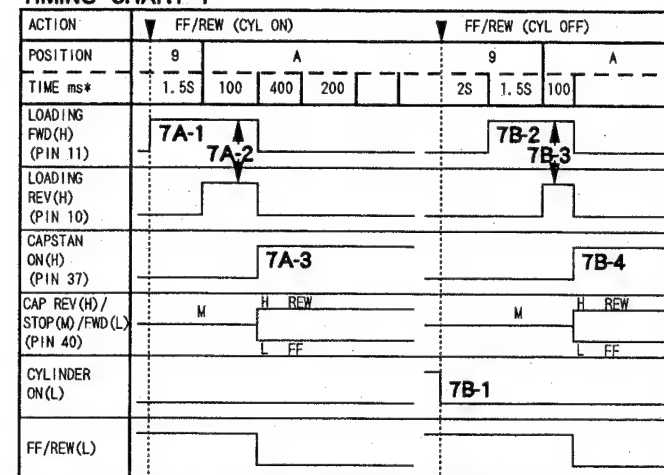 TIMING CHART 7
ACTION FF/REW (CYL ON) FF/REW (CYL OFF)
POSITION 9 A 9 A
TIME ms* 1.5S 100 400 200 2S 1.5S 100
LOADING
FWD(H)
(PIN 11)
7A-1 7A-2 7B-2 7B-3
LOADING
REV(H)
(PIN 10)
CAPSTAN
ON(H)
(PIN 37)
7A-3 7B-4
CAP REV(H)/
STOP(M)/FWD(L)
(PIN 40)
M H REW L FF M H REW L FF
CYLINDER
ON(L)
7B-1
FF/REW(L)